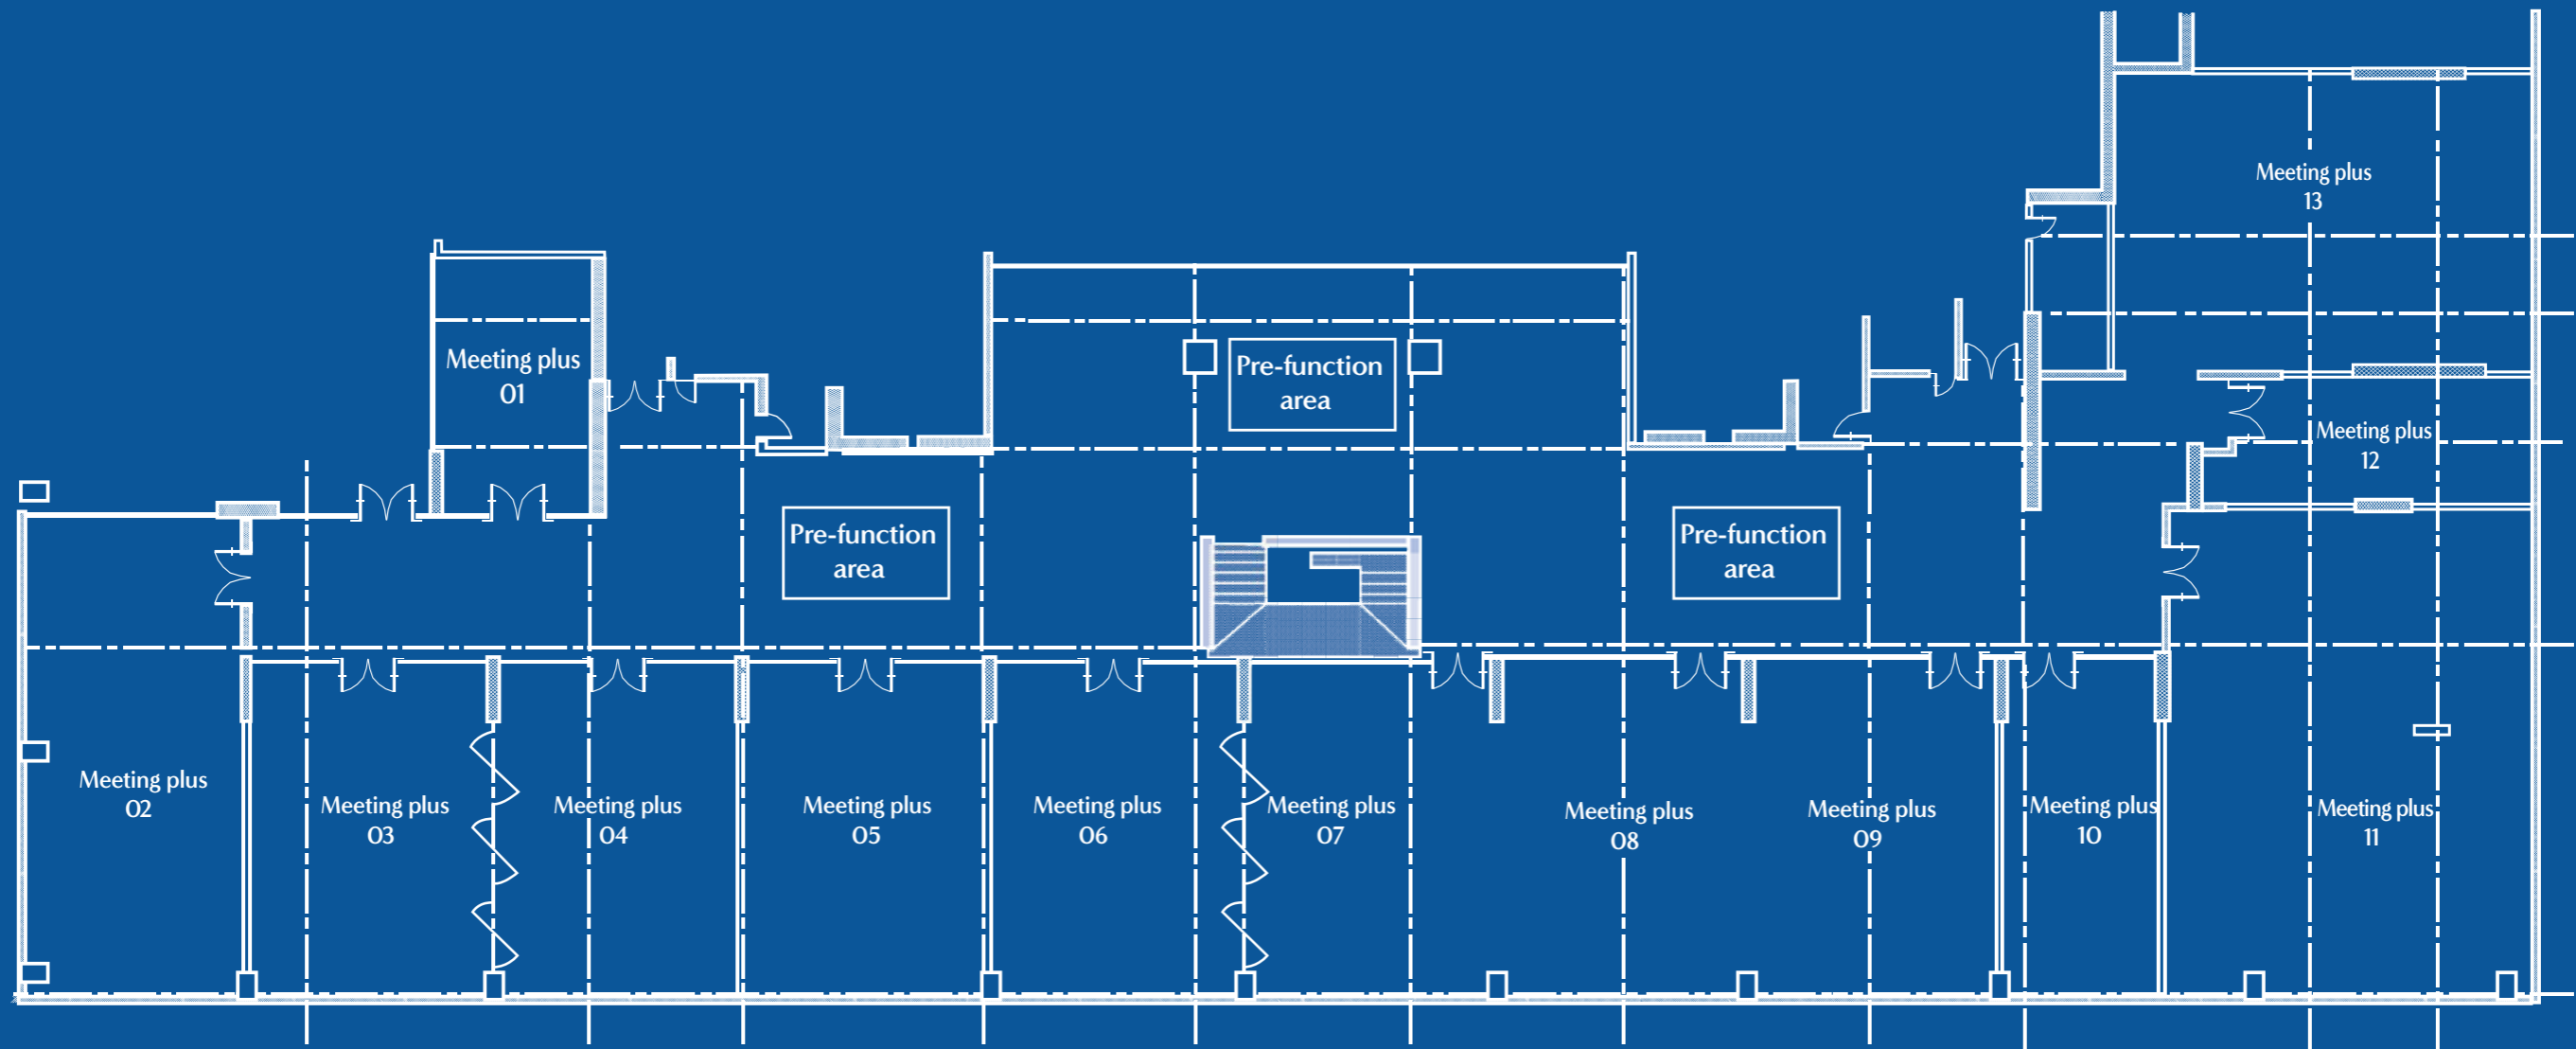 Meeting plus
13
Meeting plus
01
Pre-function
area
Meeting plus
12
Pre-function
area
Pre-function
area
Meeting plus
02
Meeting plus
03
Meeting plus
04
Meeting plus
05
Meeting plus
06
Meeting plus
07
Meeting plus
08
Meeting plus
09
Meeting plus
10
Meeting plus
11